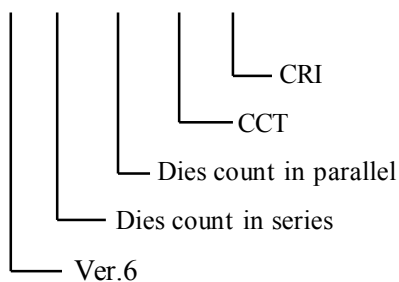 CRI
CCT
Dies count in parallel
Dies count in series
Ver.6